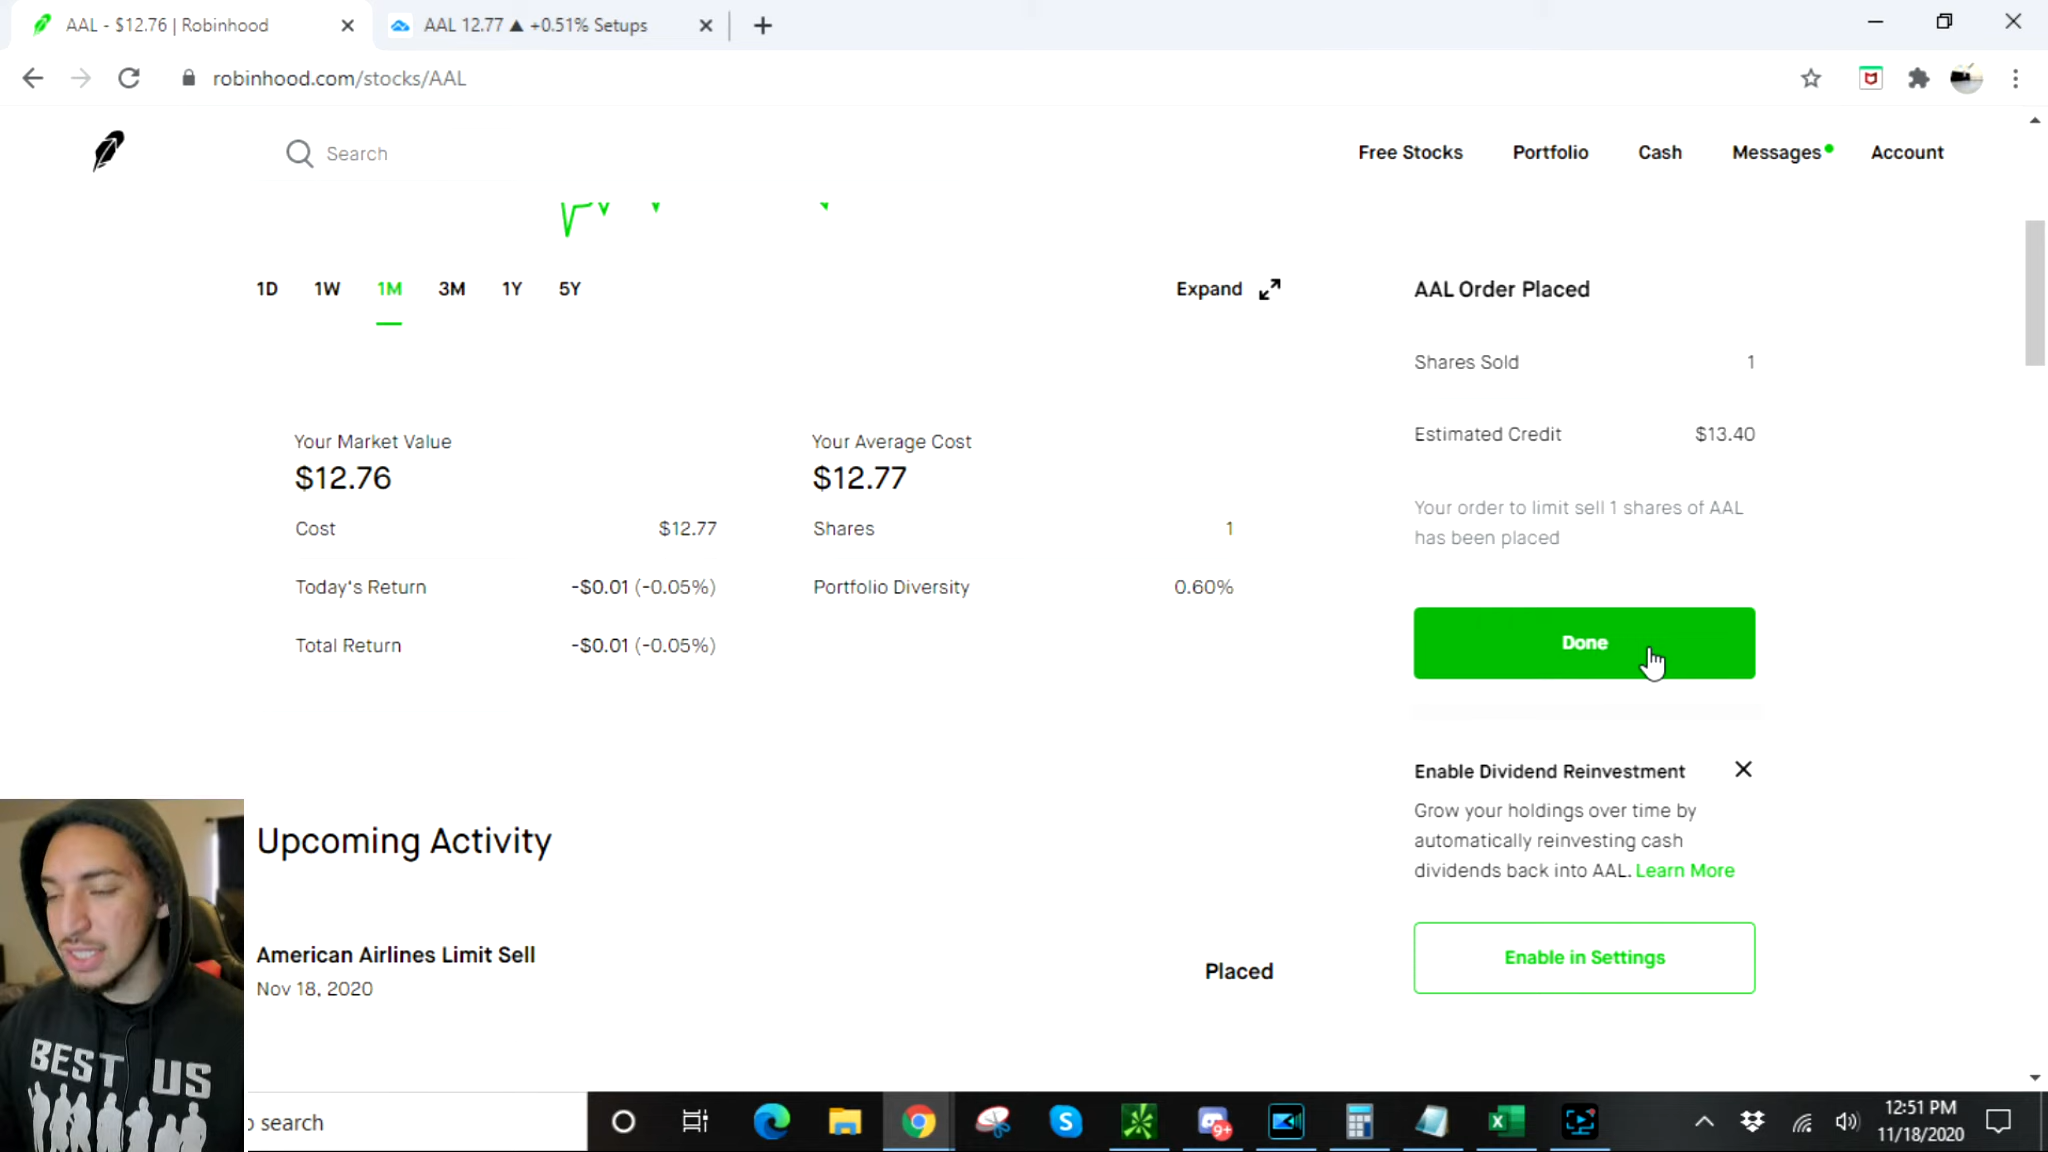 AAL - $12.76 | Robinhood
AAL 12.77 ▲ +0.51% Setups
robinhood.com/stocks/AAL
Search
Free Stocks
Portfolio
Cash
Messages
Account
1D
1W
1M
3M
1Y
5Y
Expand
AAL Order Placed
Shares Sold 1
Estimated Credit $13.40
Your order to limit sell 1 shares of AAL
has been placed
Done
Your Market Value
$12.76
Cost $12.77
Today's Return -$0.01 (-0.05%)
Total Return -$0.01 (-0.05%)
Your Average Cost
$12.77
Shares 1
Portfolio Diversity 0.60%
Enable Dividend Reinvestment
Grow your holdings over time by
automatically reinvesting cash
dividends back into AAL. Learn More
Enable in Settings
Upcoming Activity
American Airlines Limit Sell
Nov 18, 2020
Placed
BEST US
search
9+
12:51 PM
11/18/2020